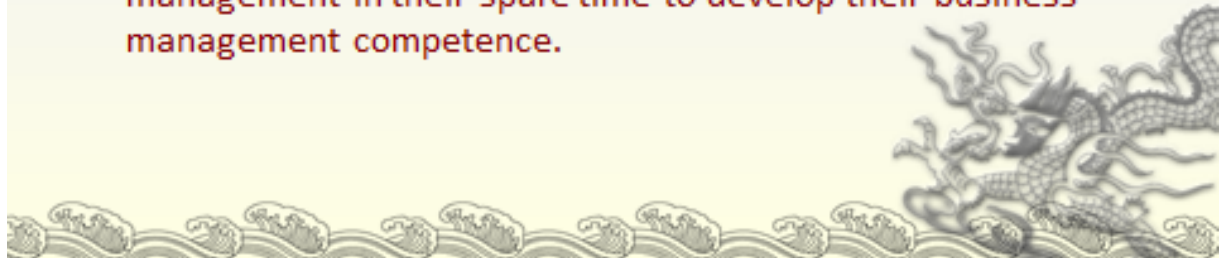 management in their spare time to develop their business
management competence.